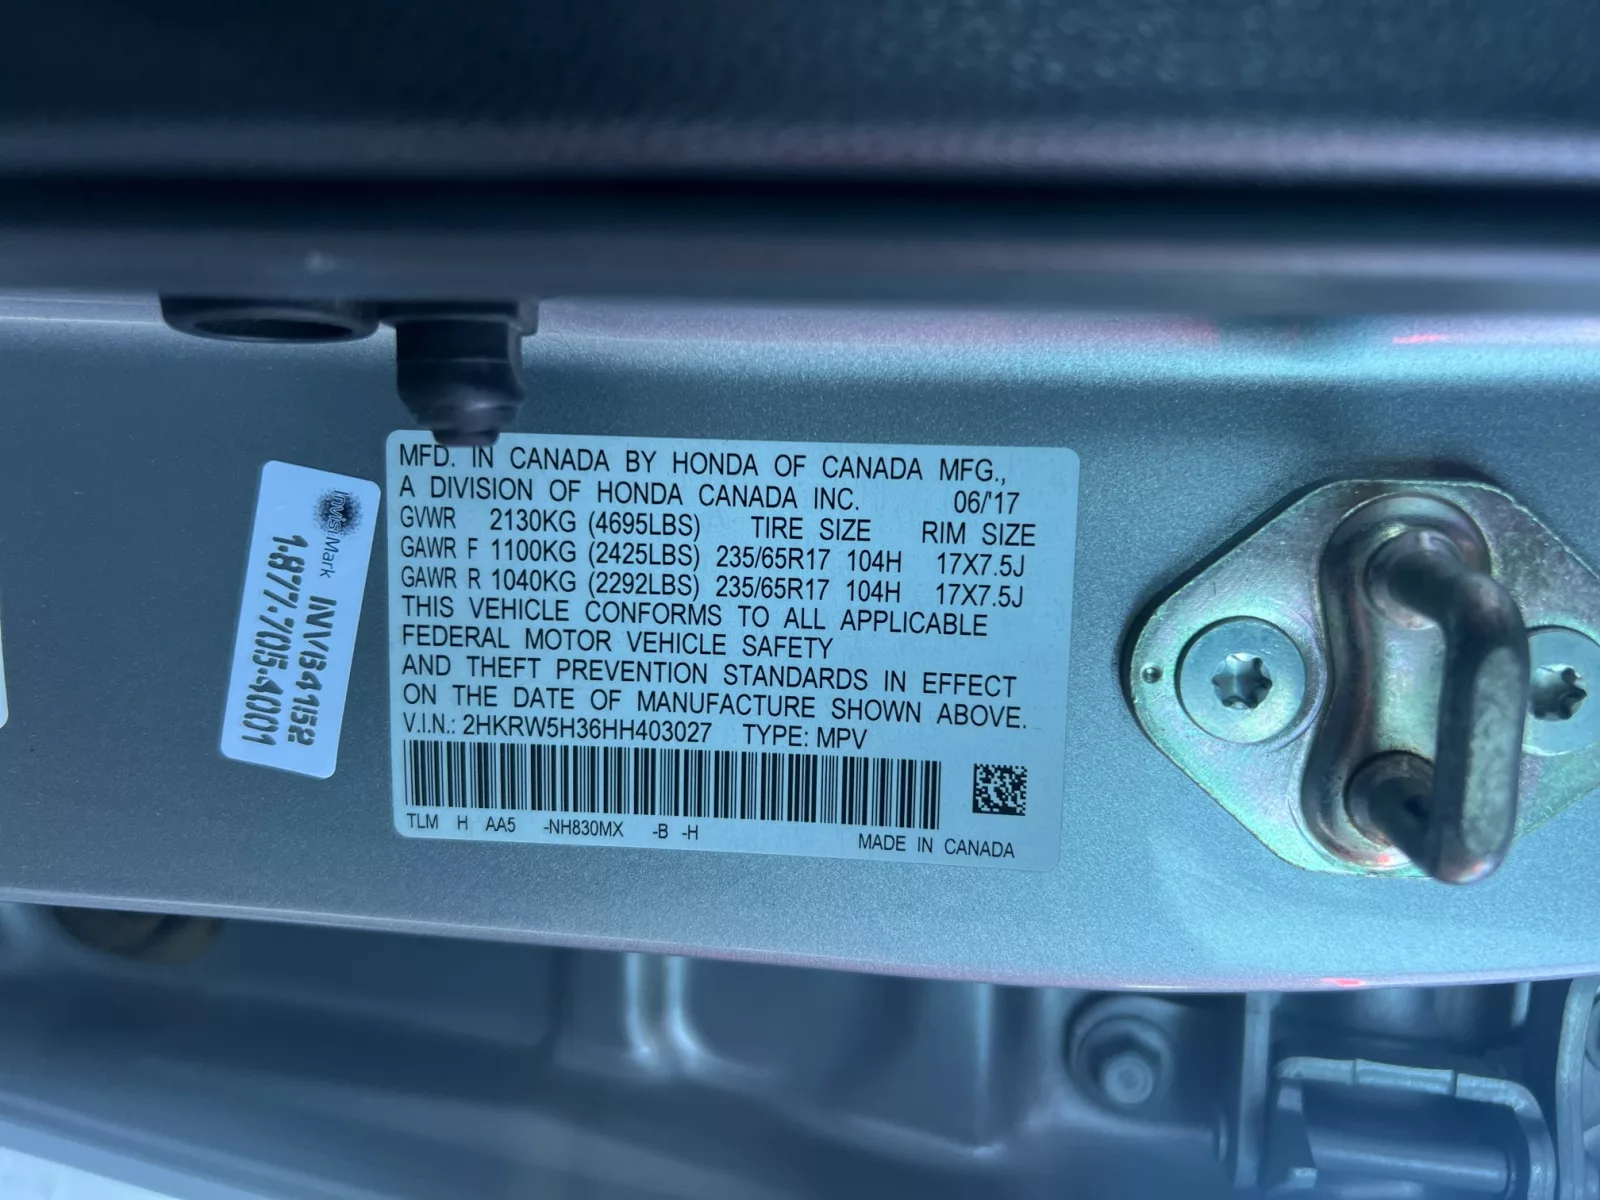 MFD. IN CANADA BY HONDA OF CANADA MFG.,
A DIVISION OF HONDA CANADA INC. 06/'17
GVWR 2130KG (4695LBS) TIRE SIZE RIM SIZE
GAWR F 1100KG (2425LBS) 235/65R17 104H 17X7.5J
GAWR R 1040KG (2292LBS) 235/65R17 104H 17X7.5J
THIS VEHICLE CONFORMS TO ALL APPLICABLE
FEDERAL MOTOR VEHICLE SAFETY
AND THEFT PREVENTION STANDARDS IN EFFECT
ON THE DATE OF MANUFACTURE SHOWN ABOVE.
V.I.N.: 2HKRW5H36HH403027 TYPE: MPV
TLM H AA5 -NH830MX -B -H
MADE IN CANADA
InVisiMark INVB4152
1.877.705.4001